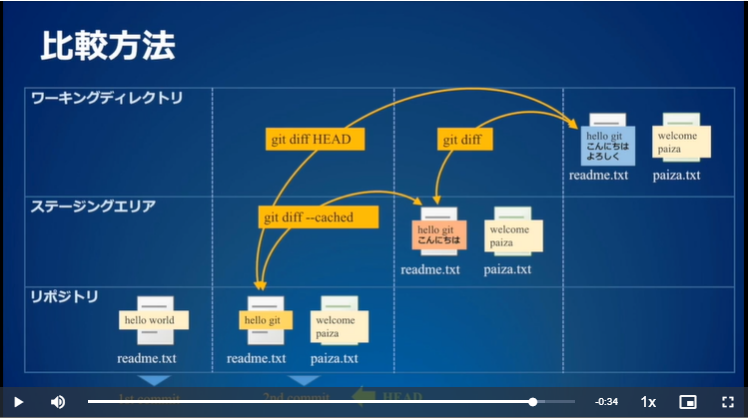 比較方法
ワーキングディレクトリ
git diff HEAD
git diff
hello git
こんにちは
よろしく
welcome
paiza
readme.txt
paiza.txt
ステージングエリア
git diff --cached
hello git
こんにちは
welcome
paiza
readme.txt
paiza.txt
リポジトリ
hello world
hello git
welcome
paiza
readme.txt
readme.txt
paiza.txt
1st commit
2nd commit
HEAD
-0:34
1x